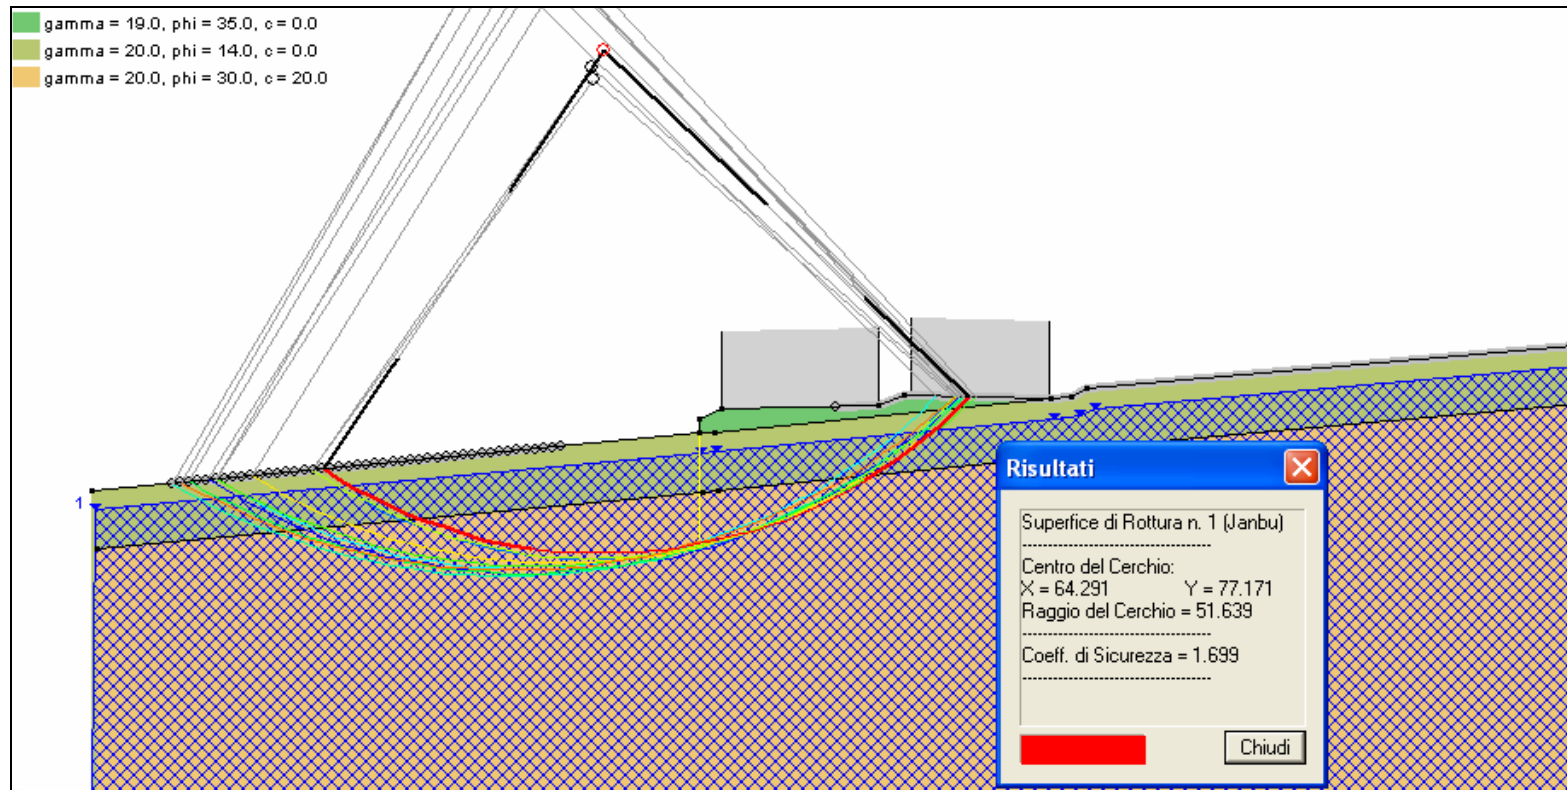 gamma = 19.0, phi = 35.0, c = 0.0
gamma = 20.0, phi = 14.0, c = 0.0
gamma = 20.0, phi = 30.0, c = 20.0
1
Risultati
Superfice di Rottura n. 1 (Janbu)
-----------------------------------
Centro del Cerchio:
X = 64.291 Y = 77.171
Raggio del Cerchio = 51.639
-----------------------------------
Coeff. di Sicurezza = 1.699
-----------------------------------
Chiudi